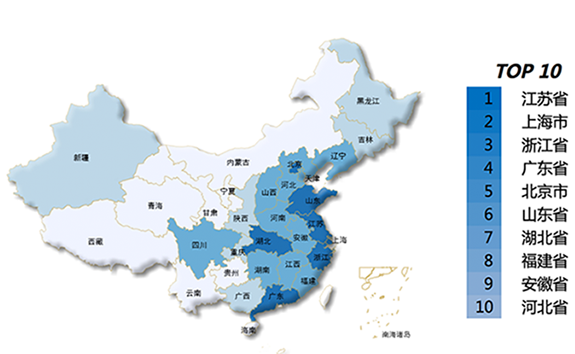 TOP 10
1 江苏省
2 上海市
3 浙江省
4 广东省
5 北京市
6 山东省
7 湖北省
8 福建省
9 安徽省
10 河北省
黑龙江
吉林
新疆
内蒙古
北京
辽宁
天津
河北
山西
宁夏
山东
青海
甘肃
陕西
河南
江苏
西藏
四川
湖北
安徽
上海
重庆
浙江
湖南
江西
贵州
福建
云南
广西
广东
海南
南海诸岛